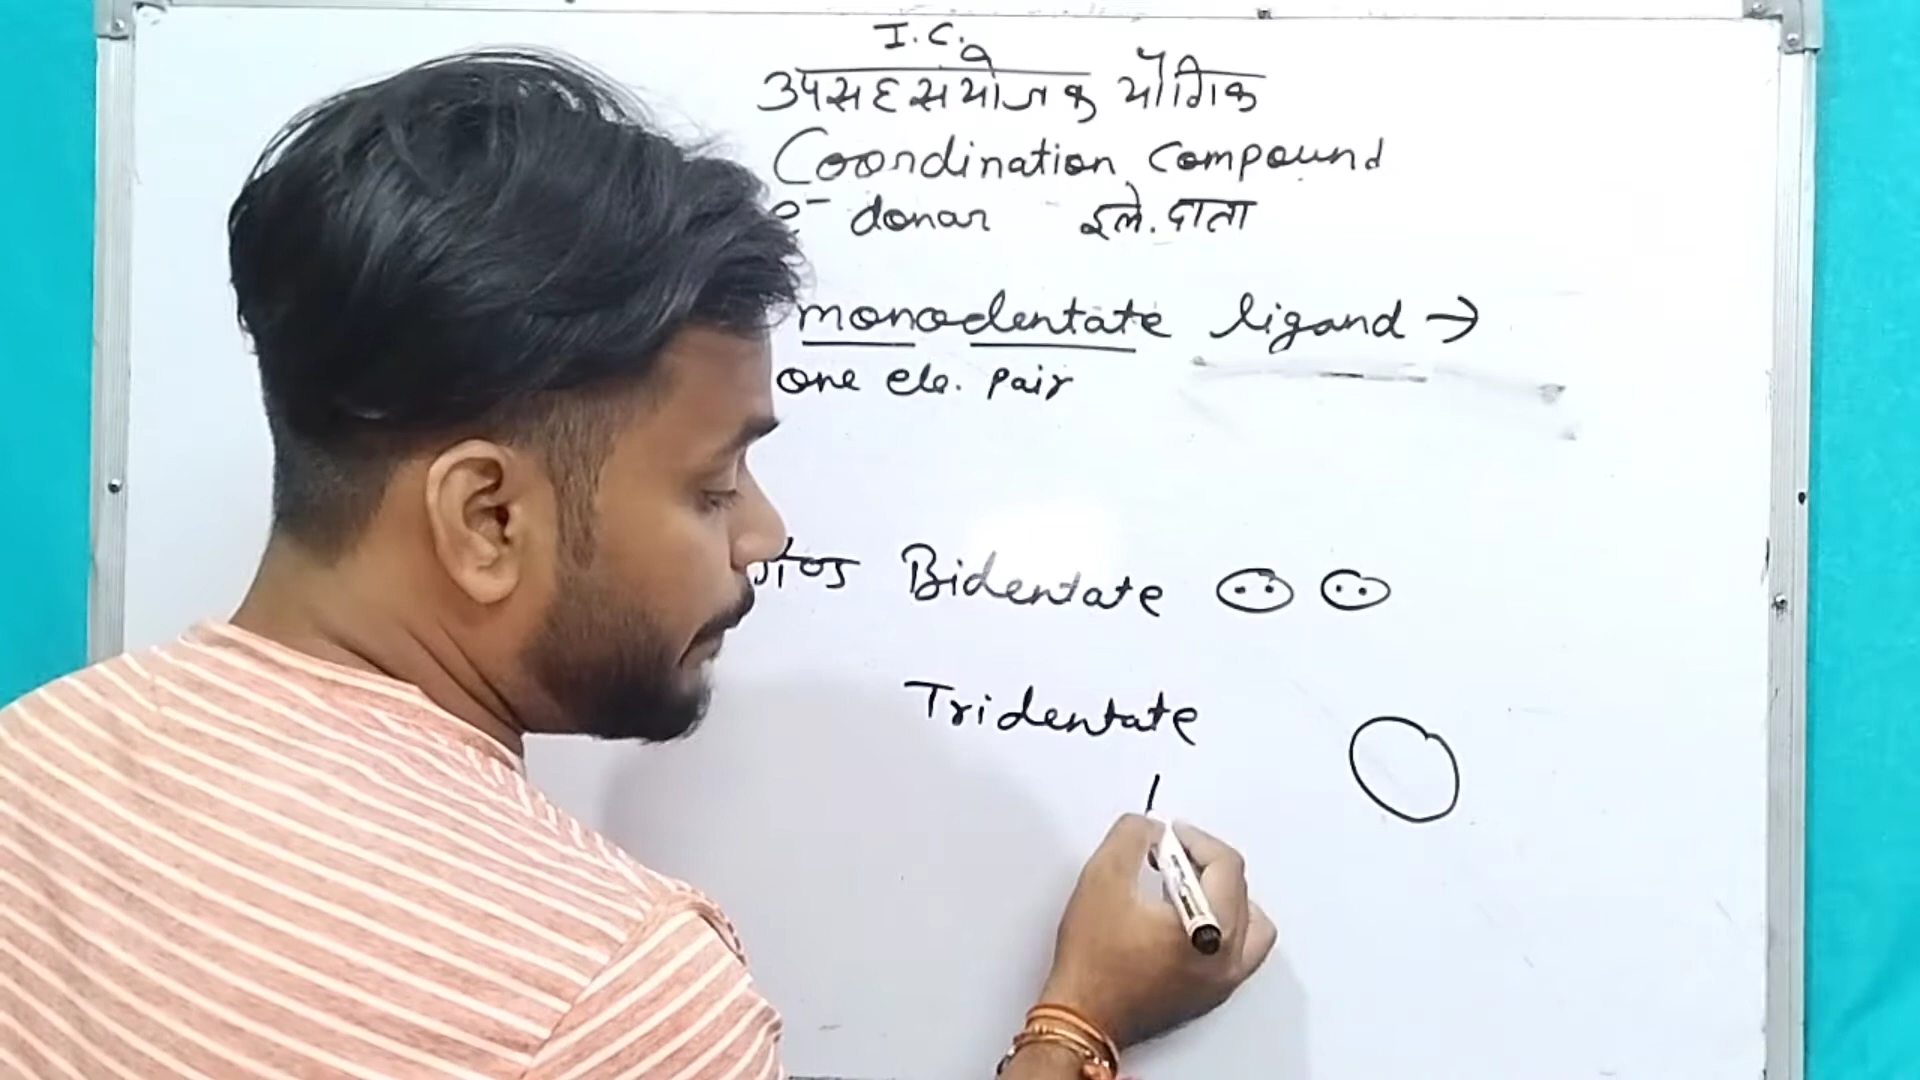 I.C.
उपसहसंयोजक यौगिक
Coordination Compound
e⁻ donar इले. दाता
monodentate ligand →
one ele. pair
Bidentate
Tridentate